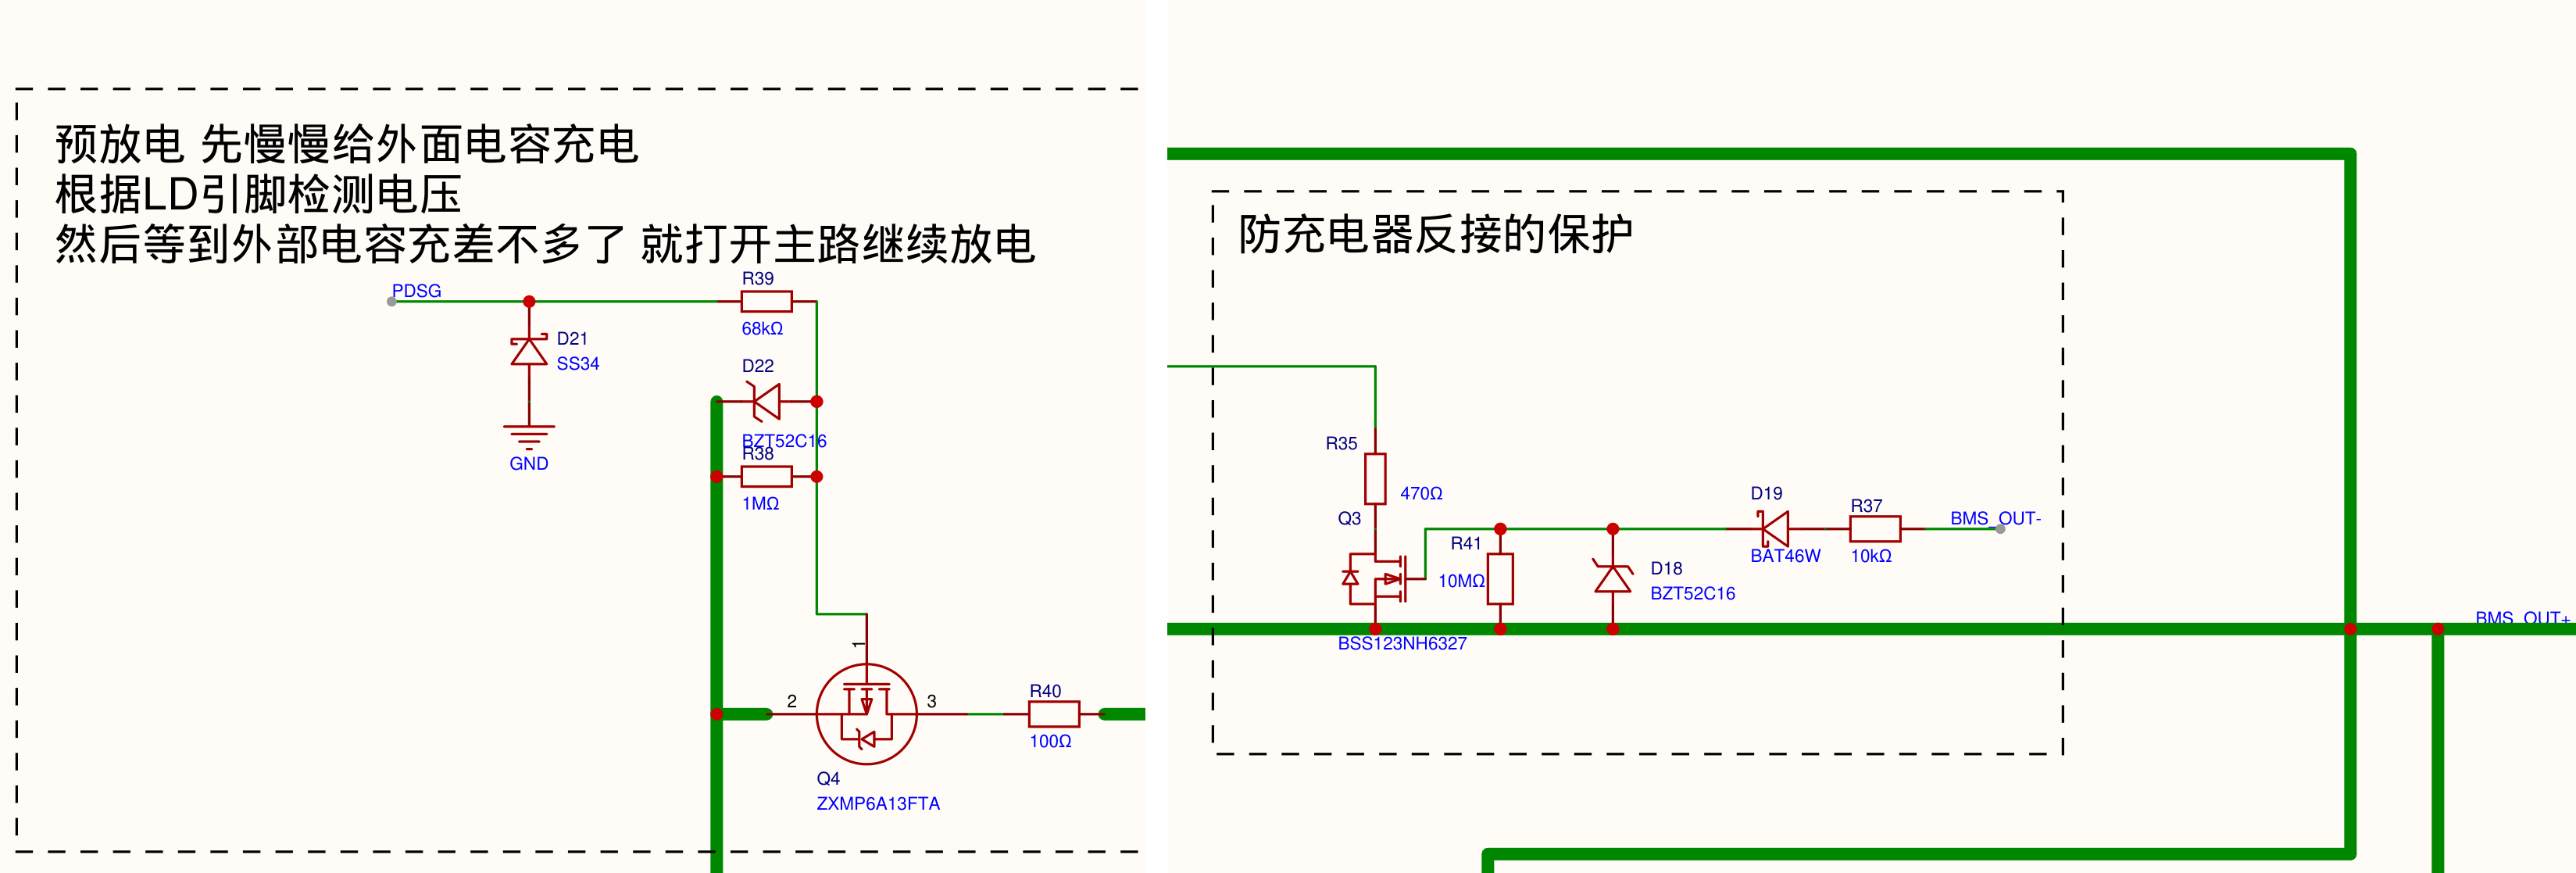 预放电 先慢慢给外面电容充电
根据LD引脚检测电压
然后等到外部电容充差不多了 就打开主路继续放电
PDSG
R39
68kΩ
D21
SS34
GND
D22
BZT52C16
R38
1MΩ
1
2
3
Q4
ZXMP6A13FTA
R40
100Ω
防充电器反接的保护
R35
470Ω
Q3
BSS123NH6327
R41
10MΩ
D18
BZT52C16
D19
BAT46W
R37
10kΩ
BMS_OUT-
BMS_OUT+